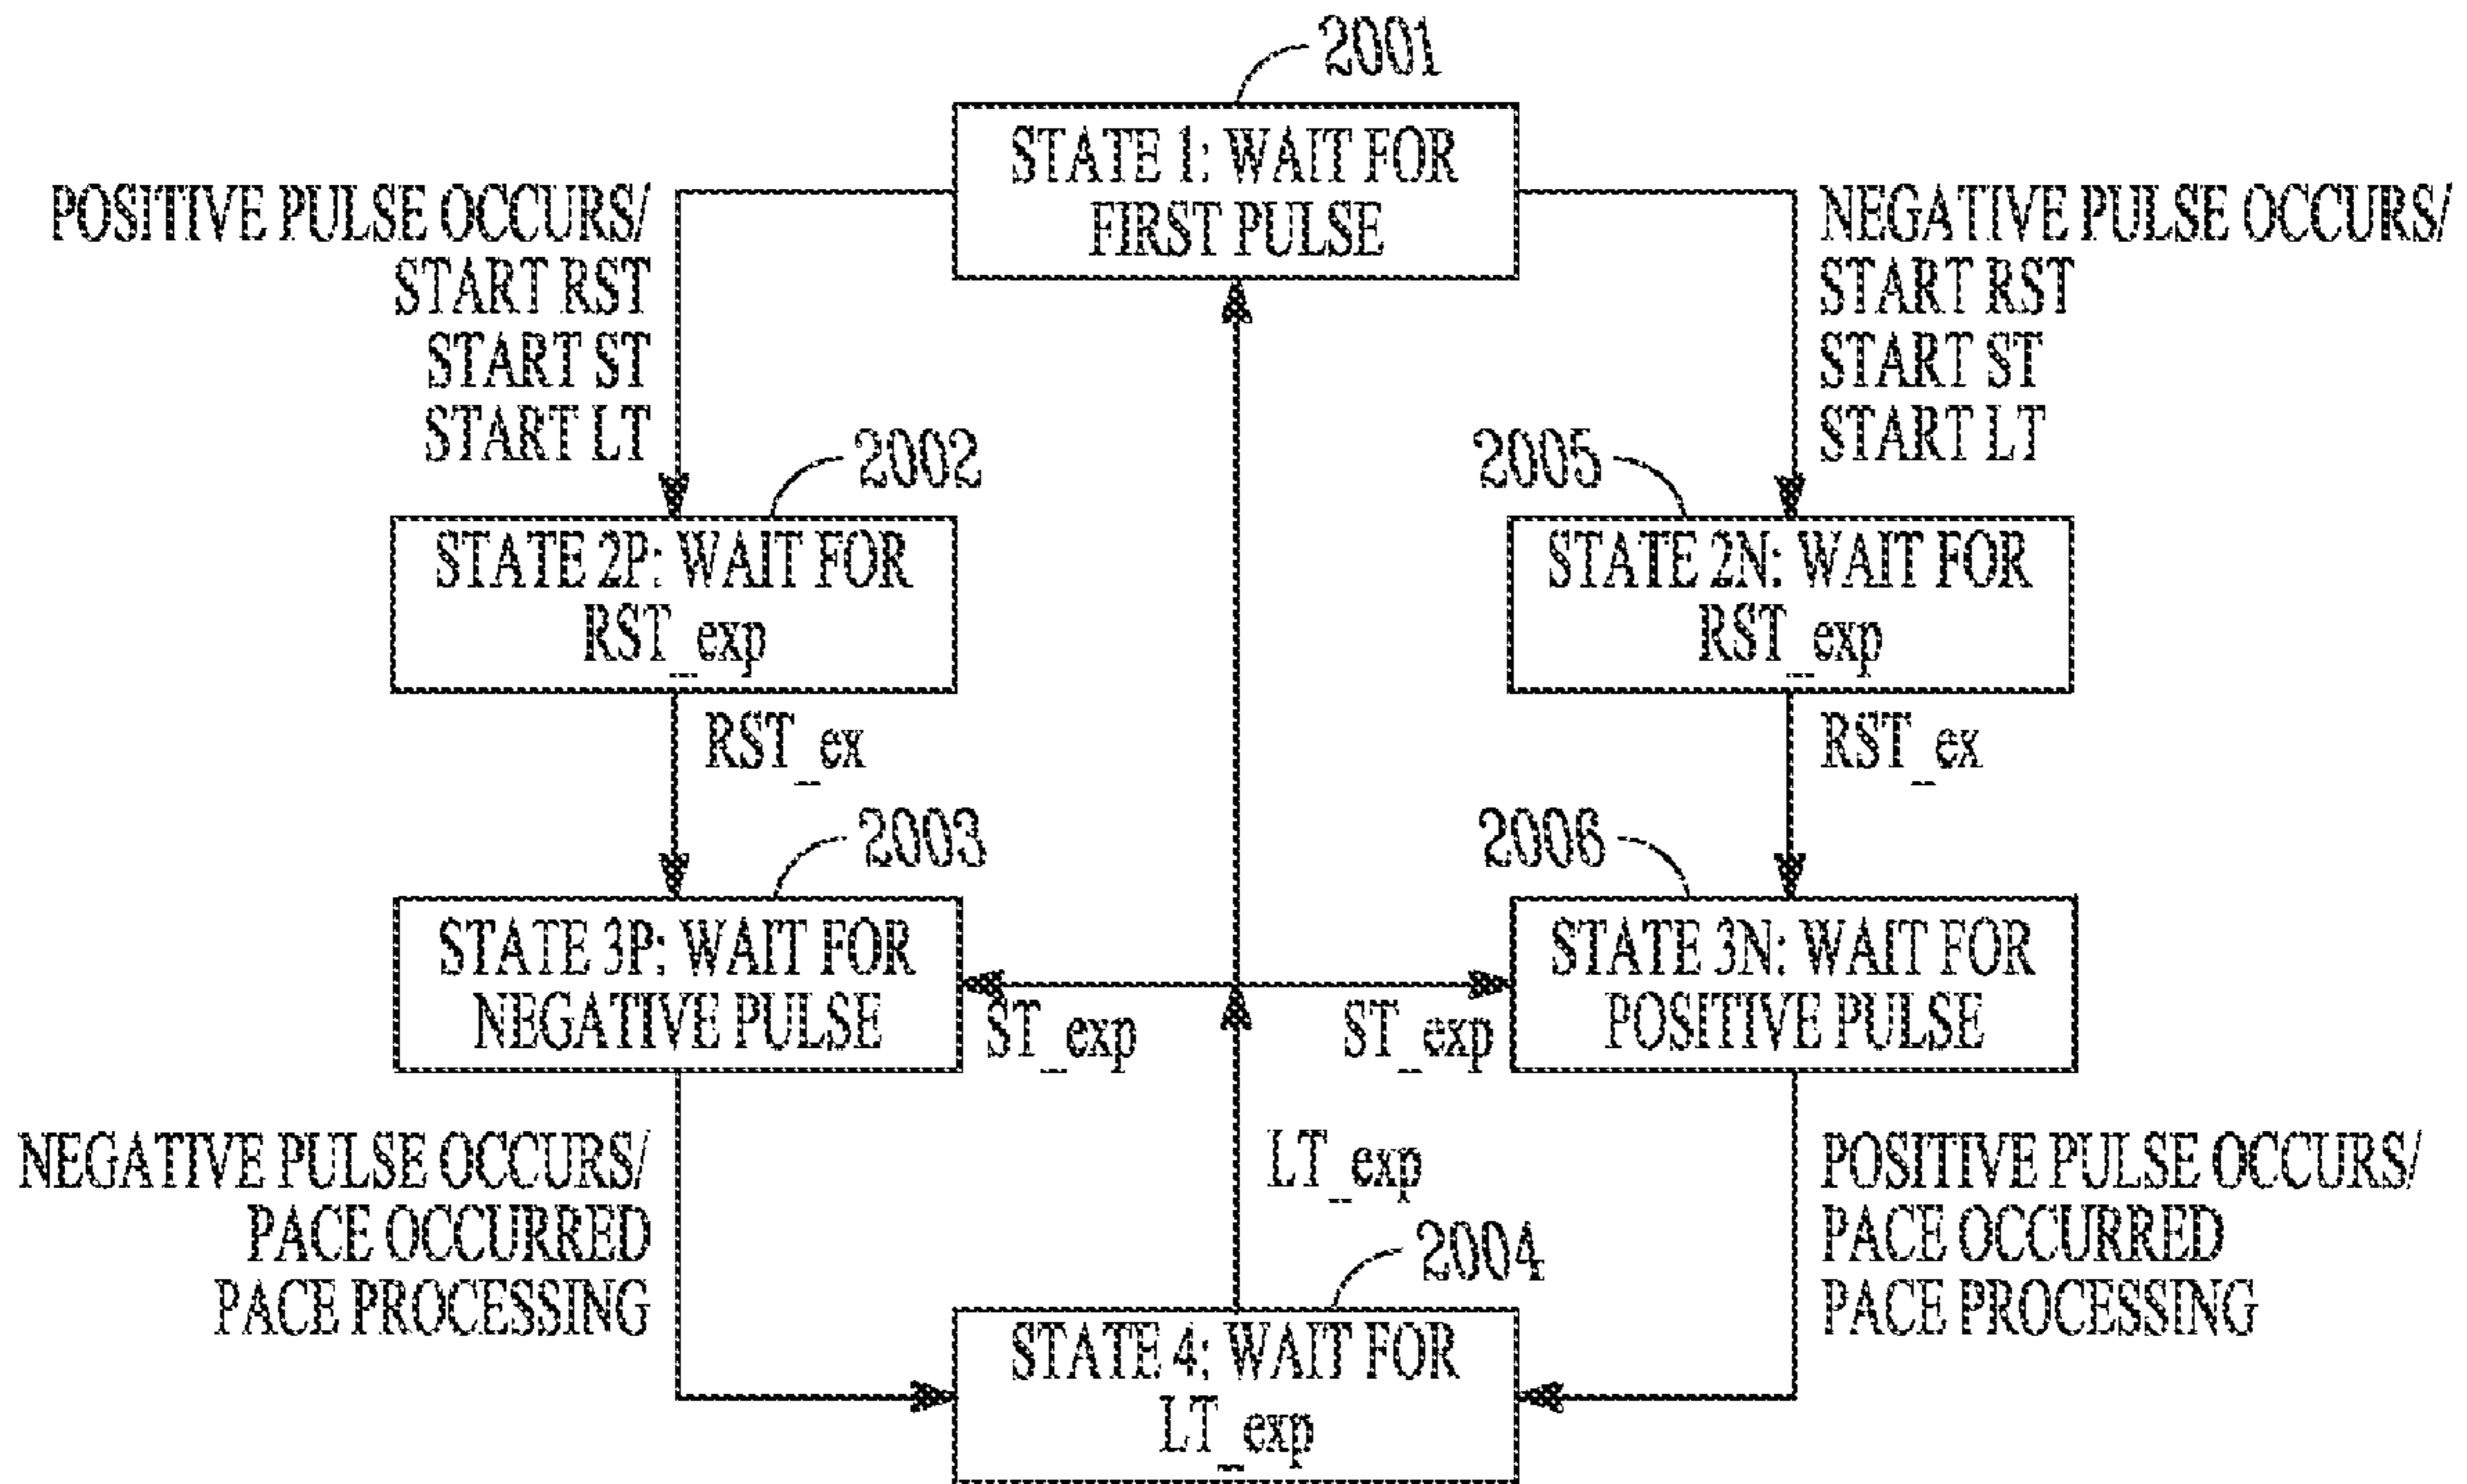 2001
STATE 1: WAIT FOR
FIRST PULSE
POSITIVE PULSE OCCURS/
START RST
START ST
START LT
NEGATIVE PULSE OCCURS/
START RST
START ST
START LT
2002
STATE 2P: WAIT FOR
RST_exp
2005
STATE 2N: WAIT FOR
RST_exp
RST_ex
RST_ex
2003
STATE 3P: WAIT FOR
NEGATIVE PULSE
2006
STATE 3N: WAIT FOR
POSITIVE PULSE
ST_exp
ST_exp
NEGATIVE PULSE OCCURS/
PACE OCCURRED
PACE PROCESSING
LT_exp
POSITIVE PULSE OCCURS/
PACE OCCURRED
PACE PROCESSING
2004
STATE 4: WAIT FOR
LT_exp